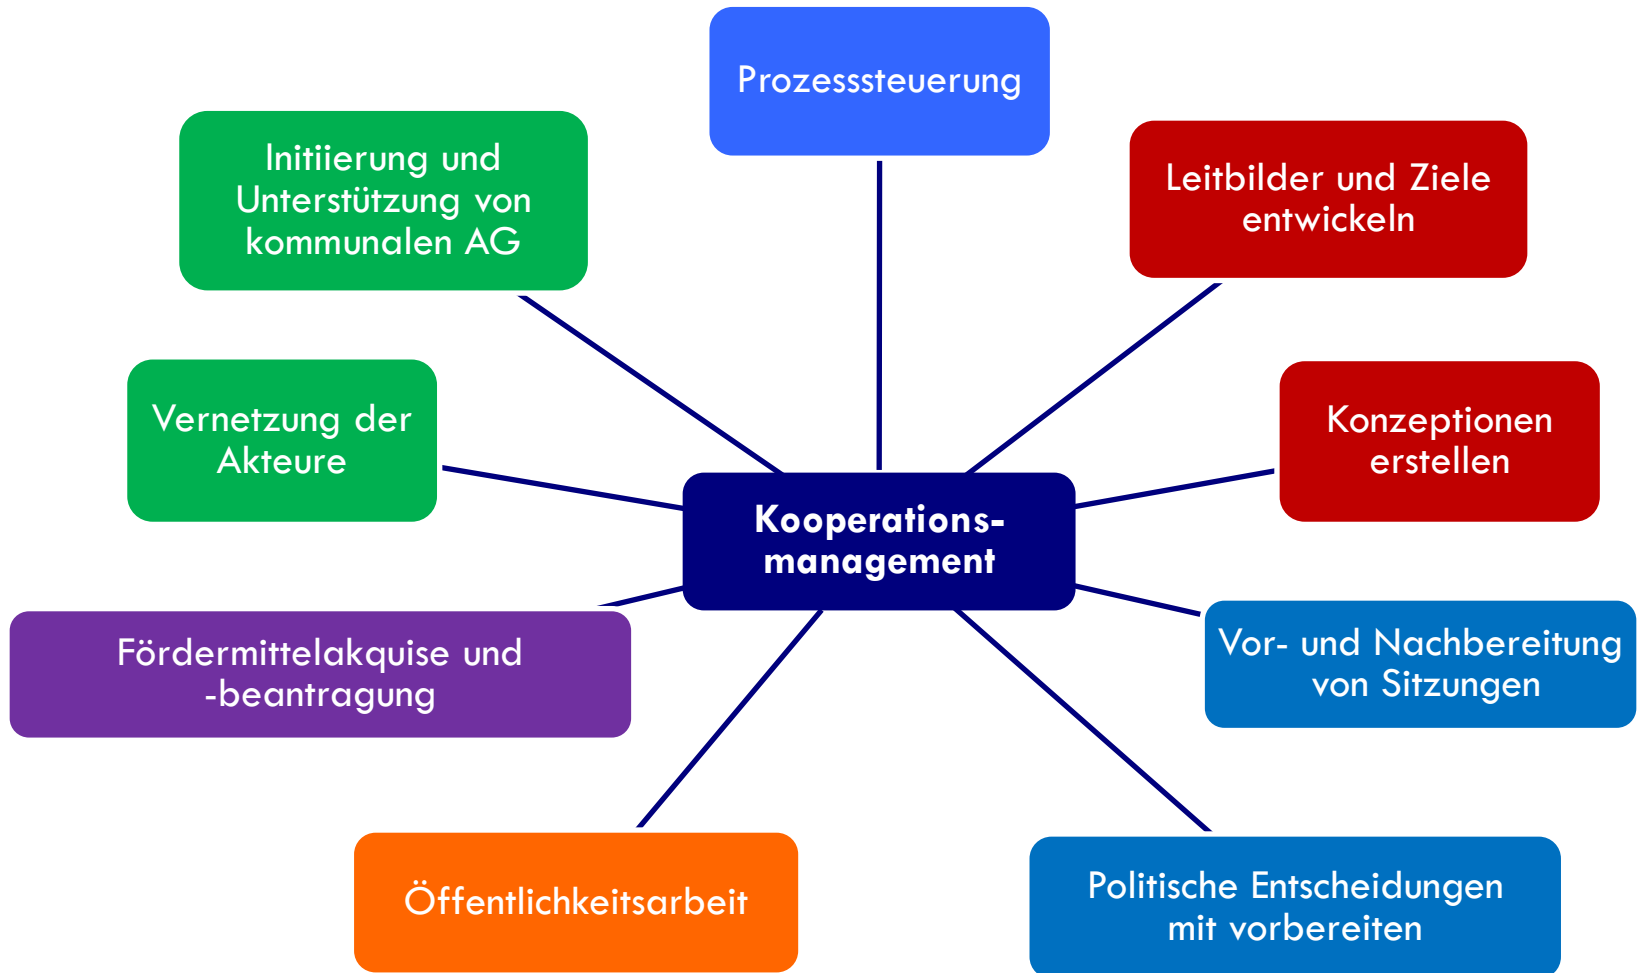 Prozesssteuerung
Initiierung und
Unterstützung von
kommunalen AG
Leitbilder und Ziele
entwickeln
Vernetzung der
Akteure
Konzeptionen
erstellen
Kooperations-
management
Fördermittelakquise und
-beantragung
Vor- und Nachbereitung
von Sitzungen
Öffentlichkeitsarbeit
Politische Entscheidungen
mit vorbereiten